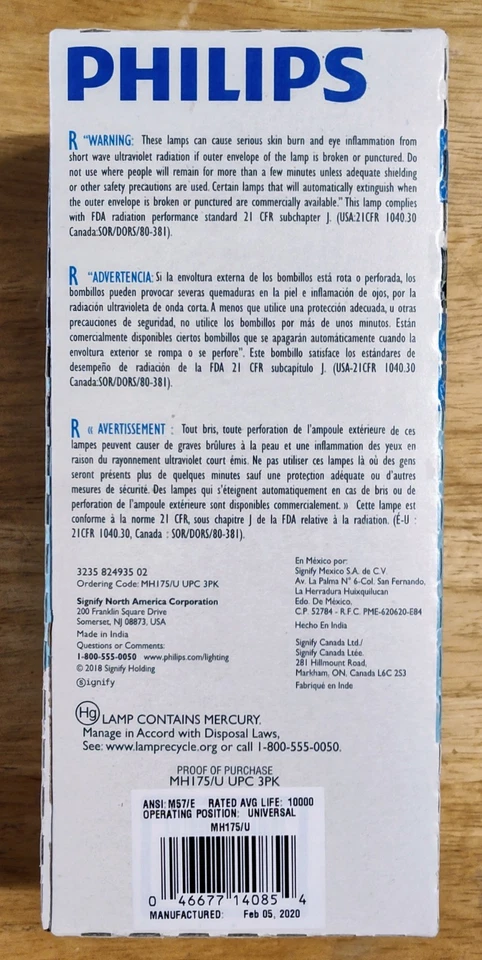 PHILIPS
R "WARNING: These lamps can cause serious skin burn and eye inflammation from
short wave ultraviolet radiation if outer envelope of the lamp is broken or punctured. Do
not use where people will remain for more than a few minutes unless adequate shielding
or other safety precautions are used. Certain lamps that will automatically extinguish when
the outer envelope is broken or punctured are commercially available." This lamp complies
with FDA radiation performance standard 21 CFR subchapter J. (USA:21CFR 1040.30
Canada:SOR/DORS/80-381).
R "ADVERTENCIA: Si la envoltura externa de los bombillos está rota o perforada, los
bombillos pueden provocar severas quemaduras en la piel e inflamación de ojos, por la
radiación ultravioleta de onda corta. A menos que utilice una protección adecuada, u otras
precauciones de seguridad, no utilice los bombillos por más de unos minutos. Están
comercialmente disponibles ciertos bombillos que se apagarán automáticamente cuando la
envoltura exterior se rompa o se perfore". Este bombillo satisface los estándares de
desempeño de radiación de la FDA 21 CFR subcapítulo J. (USA-21CFR 1040.30
Canada:SOR/DORS/80-381).
R « AVERTISSEMENT : Tout bris, toute perforation de l'ampoule extérieure de ces
lampes peuvent causer de graves brûlures à la peau et une inflammation des yeux en
raison du rayonnement ultraviolet court émis. Ne pas utiliser ces lampes là où des gens
seront présents plus de quelques minutes sauf une protection adéquate ou d'autres
mesures de sécurité. Des lampes qui s'éteignent automatiquement en cas de bris ou de
perforation de l'ampoule extérieure sont disponibles commercialement. » Cette lampe est
conforme à la norme 21 CFR, sous chapitre J de la FDA relative à la radiation. (É-U :
21CFR 1040.30, Canada : SOR/DORS/80-381).
3235 824935 02
Ordering Code: MH175/U UPC 3PK
Signify North America Corporation
200 Franklin Square Drive
Somerset, NJ 08873, USA
Made in India
Questions or Comments:
1-800-555-0050 www.philips.com/lighting
© 2018 Signify Holding
Signify
En México por:
Signify Mexico S.A. de C.V.
Av. La Palma N° 6-Col. San Fernando,
La Herradura Huixquilucan
Edo. De México,
C.P. 52784 - R.F.C. PME-620620-E84
Hecho En India
Signify Canada Ltd./
Signify Canada Ltée.
281 Hillmount Road,
Markham, ON, Canada L6C 2S3
Fabriqué en Inde
Hg LAMP CONTAINS MERCURY.
Manage in Accord with Disposal Laws,
See: www.lamprecycle.org or call 1-800-555-0050.
PROOF OF PURCHASE
MH175/U UPC 3PK
ANSI: M57/E RATED AVG LIFE: 10000
OPERATING POSITION: UNIVERSAL
MH175/U
0 46677 14085 4
MANUFACTURED: Feb 05, 2020